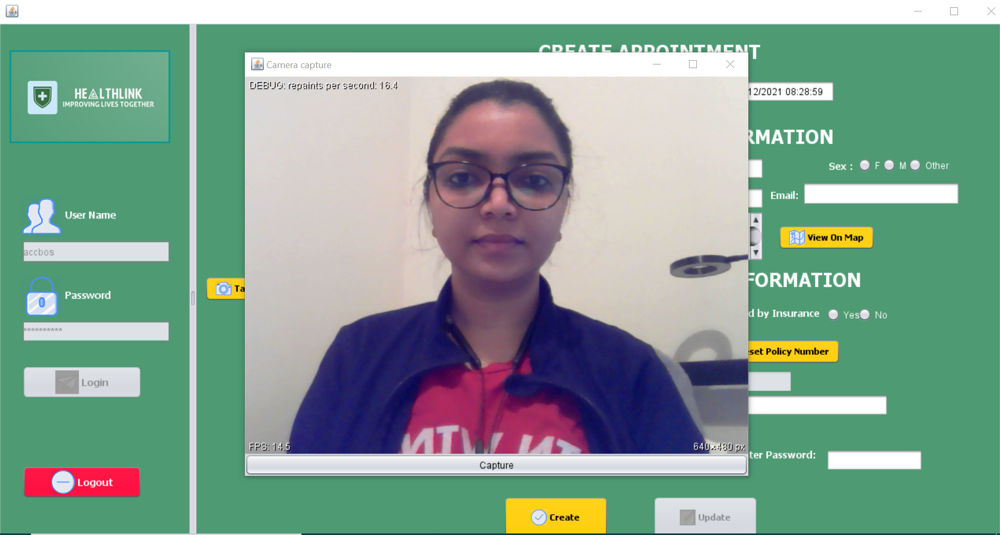 HEALTHLINK
IMPROVING LIVES TOGETHER
User Name
accbos
Password
**********
Login
Logout
CREATE APPOINTMENT
12/2021 08:28:59
RMATION
Sex : F M Other
Email:
View On Map
FORMATION
Ta
d by Insurance Yes No
set Policy Number
ter Password:
Create
Update
Camera capture
DEBUG: repaints per second: 16.4
FPS: 14.5
640×480 px
Capture